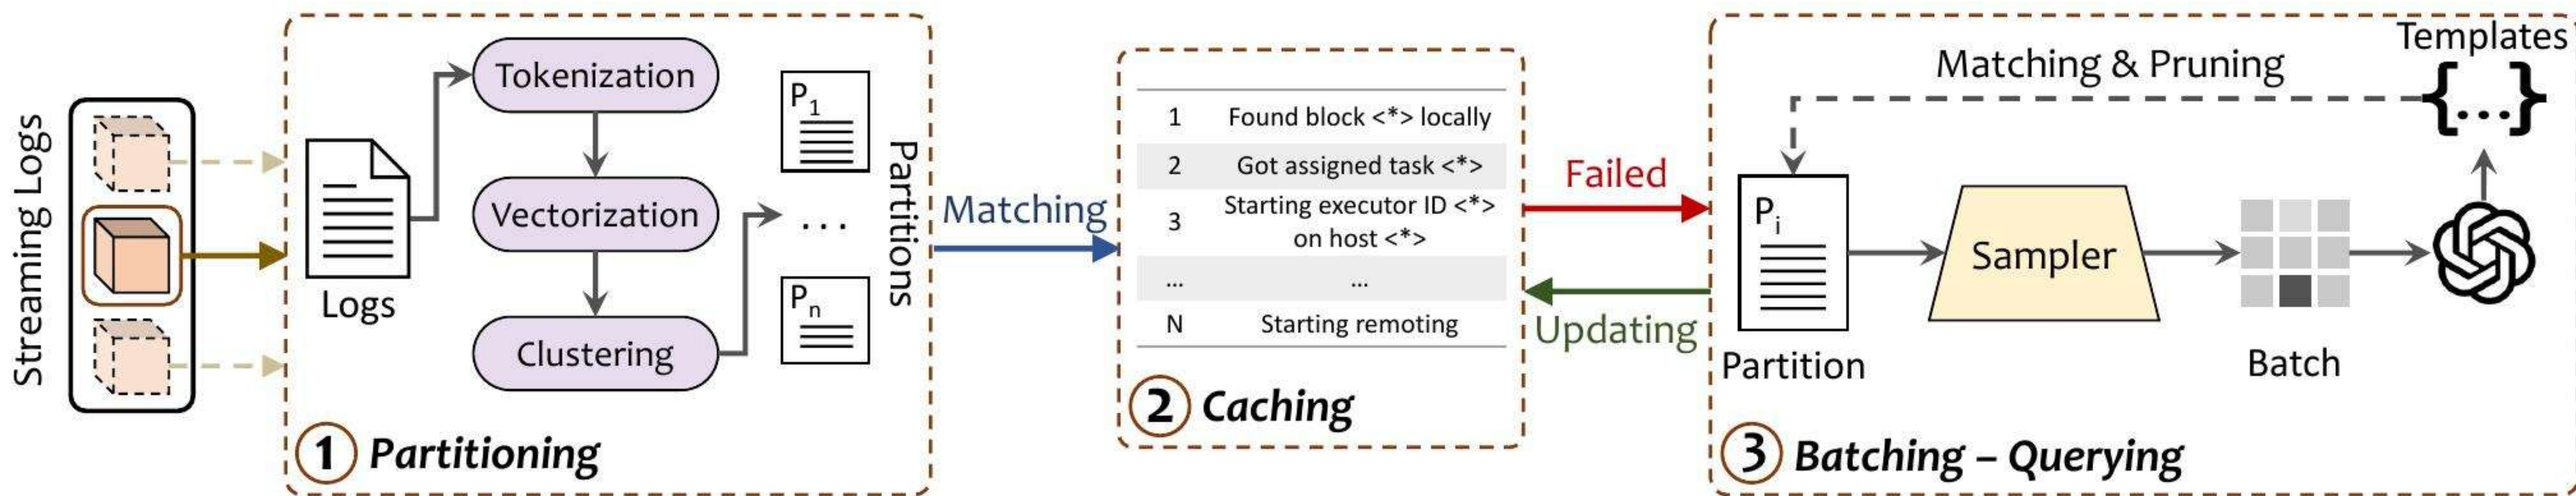 Streaming Logs
Logs
Tokenization
Vectorization
Clustering
P1
...
Pn
Partitions
1 Partitioning
Matching
1 Found block <*> locally
2 Got assigned task <*>
3 Starting executor ID <*>
on host <*>
... ...
N Starting remoting
2 Caching
Failed
Updating
Templates
{...}
Matching & Pruning
Pi
Partition
Sampler
Batch
3 Batching – Querying